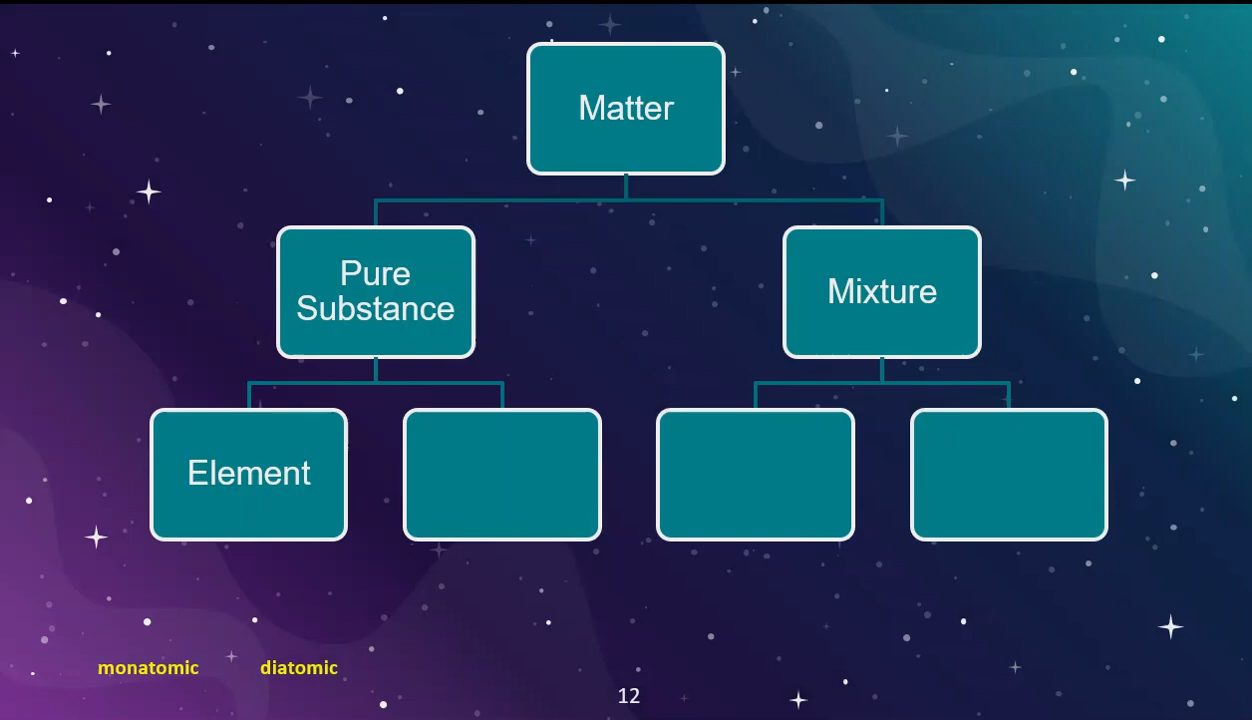 Matter
Pure
Substance
Mixture
Element
monatomic diatomic
12